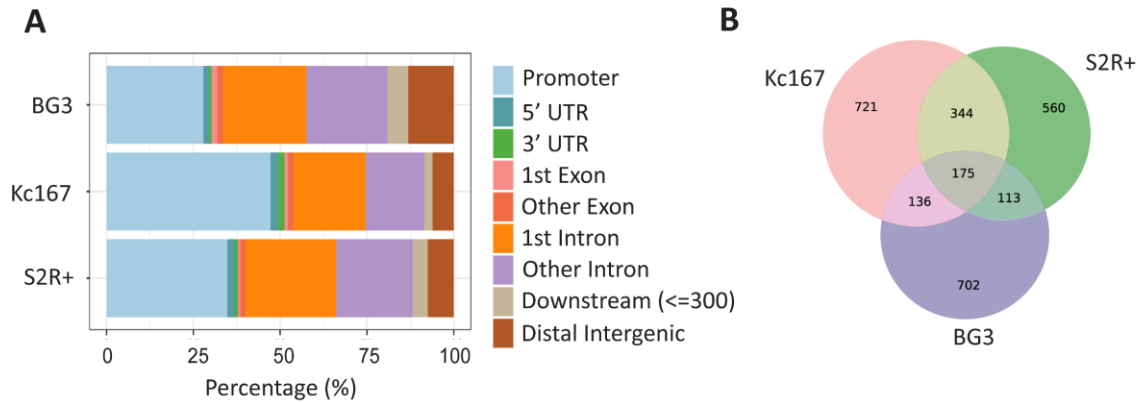 A
BG3
Kc167
S2R+
0 25 50 75 100
Percentage (%)
Promoter
5’ UTR
3’ UTR
1st Exon
Other Exon
1st Intron
Other Intron
Downstream (<=300)
Distal Intergenic
B
Kc167
S2R+
721
344
560
175
136
113
702
BG3